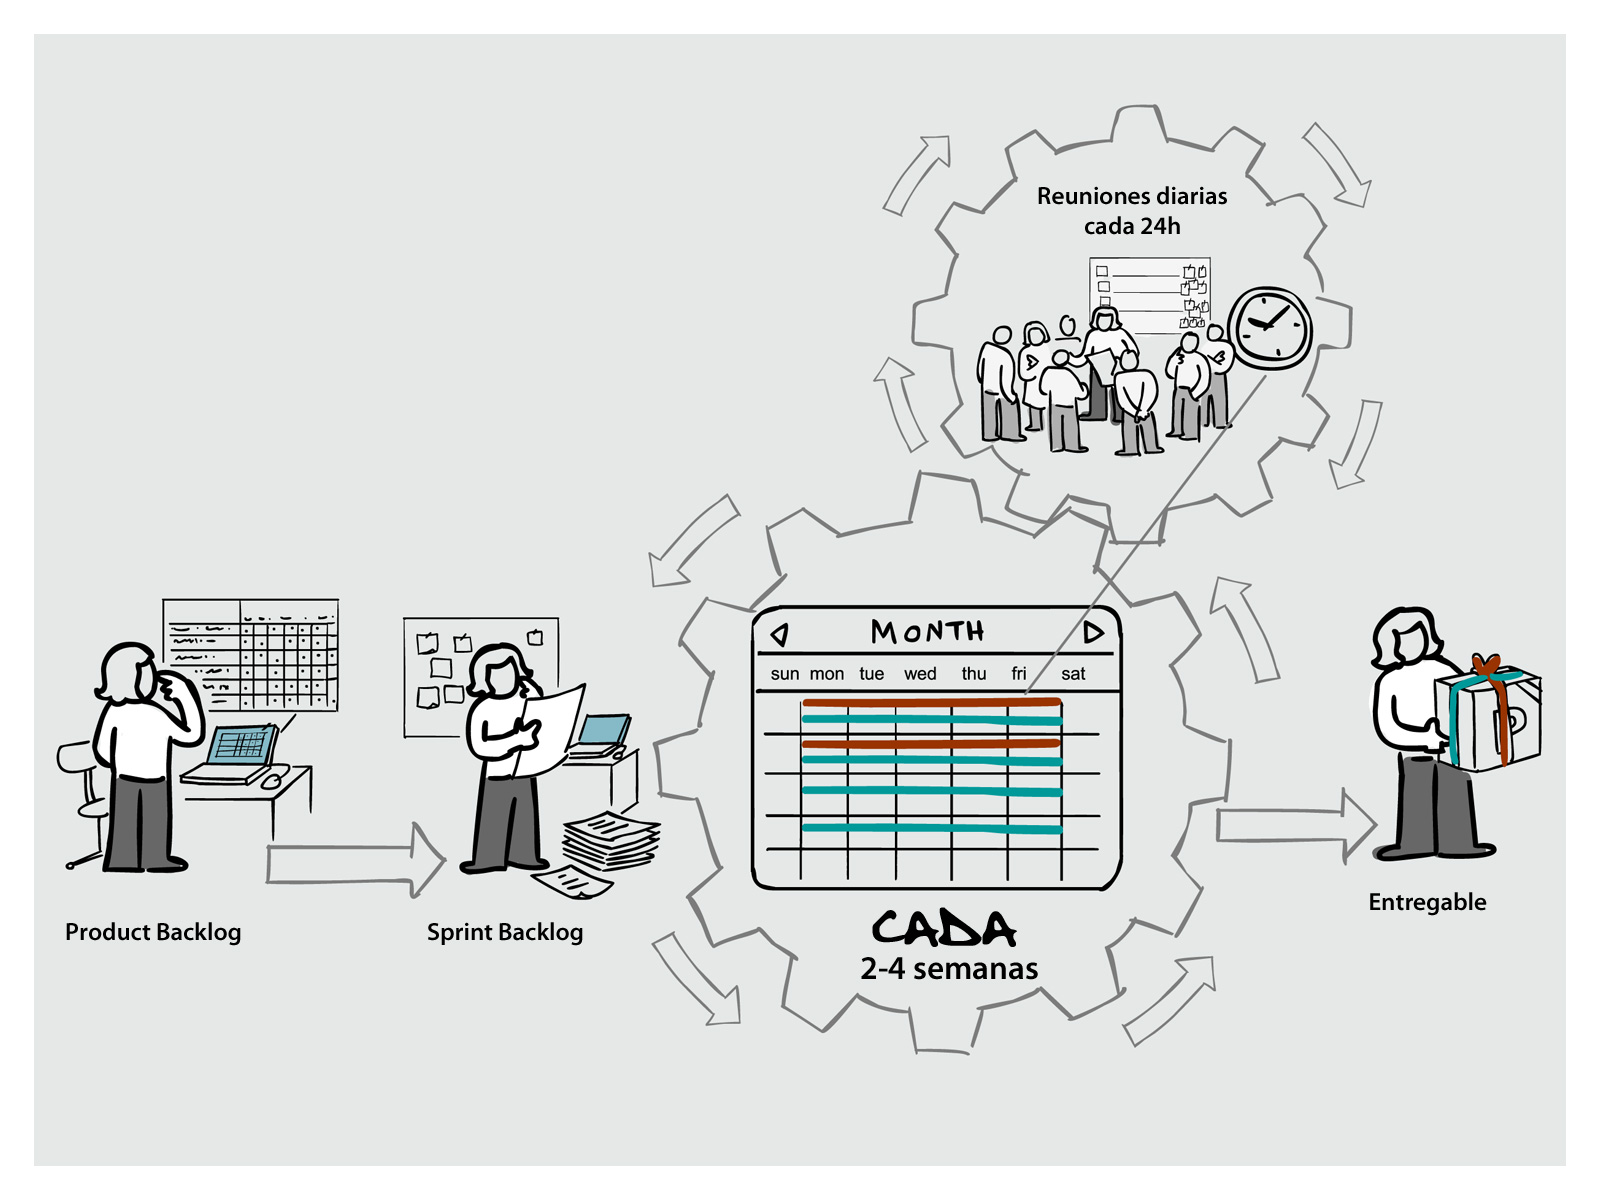 Reuniones diarias
cada 24h
MONTH
sun mon tue wed thu fri sat
CADA
2-4 semanas
Product Backlog
Sprint Backlog
Entregable